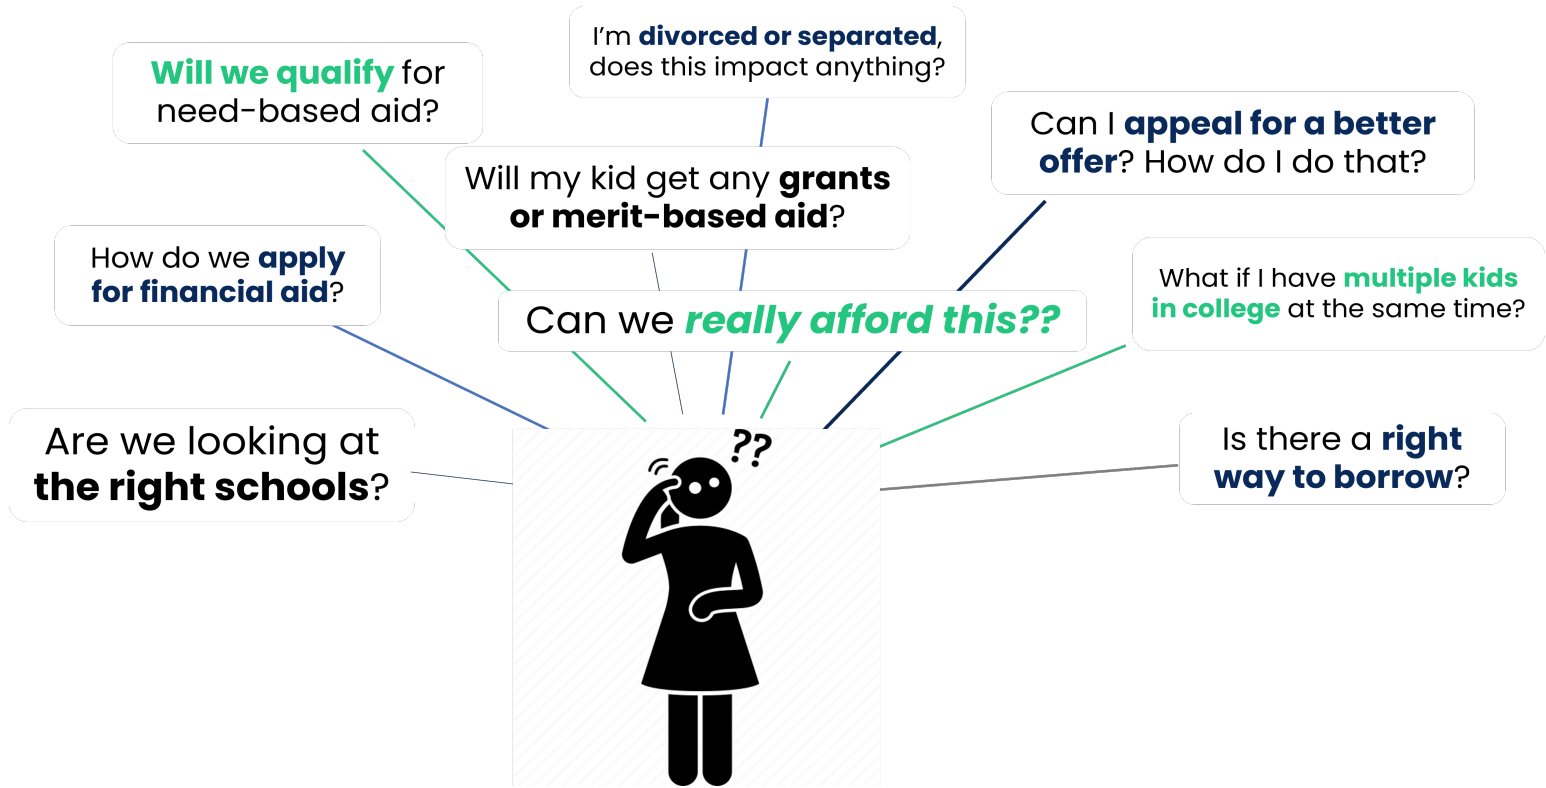 I’m divorced or separated,
does this impact anything?
Will we qualify for
need-based aid?
Can I appeal for a better
offer? How do I do that?
Will my kid get any grants
or merit-based aid?
How do we apply
for financial aid?
What if I have multiple kids
in college at the same time?
Can we really afford this??
Are we looking at
the right schools?
Is there a right
way to borrow?
??